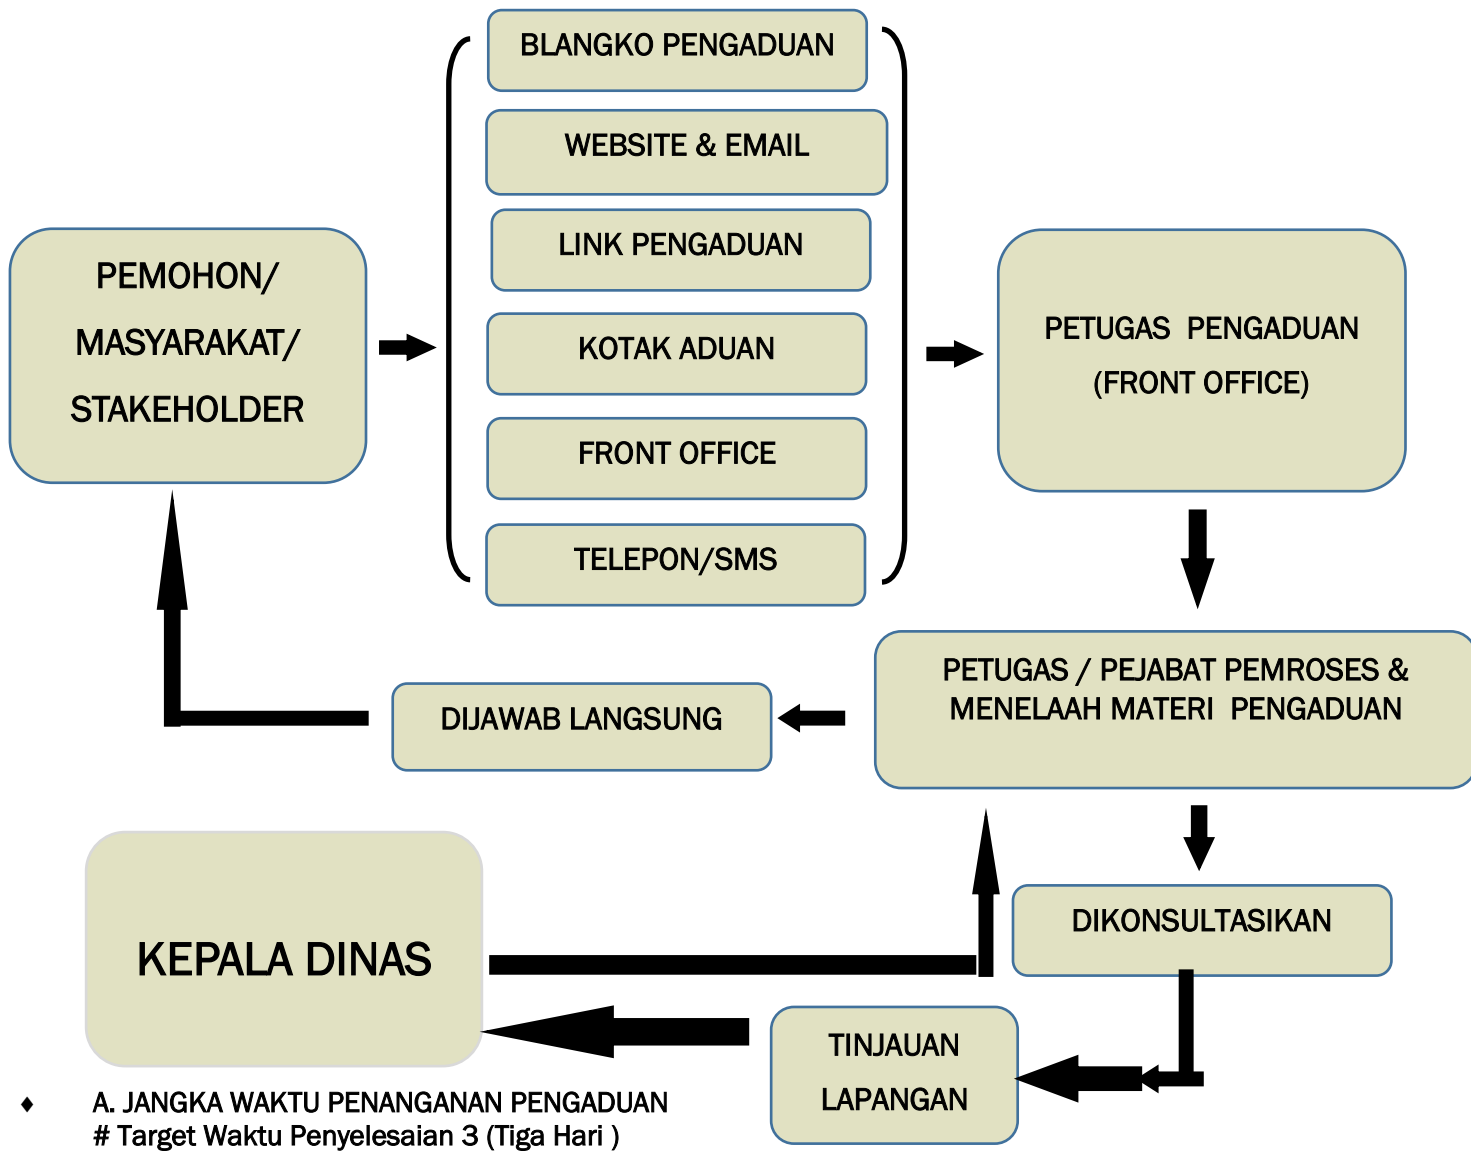 BLANGKO PENGADUAN
WEBSITE & EMAIL
LINK PENGADUAN
KOTAK ADUAN
FRONT OFFICE
TELEPON/SMS
PEMOHON/
MASYARAKAT/
STAKEHOLDER
PETUGAS PENGADUAN
(FRONT OFFICE)
PETUGAS / PEJABAT PEMROSES &
MENELAAH MATERI PENGADUAN
DIJAWAB LANGSUNG
DIKONSULTASIKAN
KEPALA DINAS
TINJAUAN
LAPANGAN
♦ A. JANGKA WAKTU PENANGANAN PENGADUAN
# Target Waktu Penyelesaian 3 (Tiga Hari )